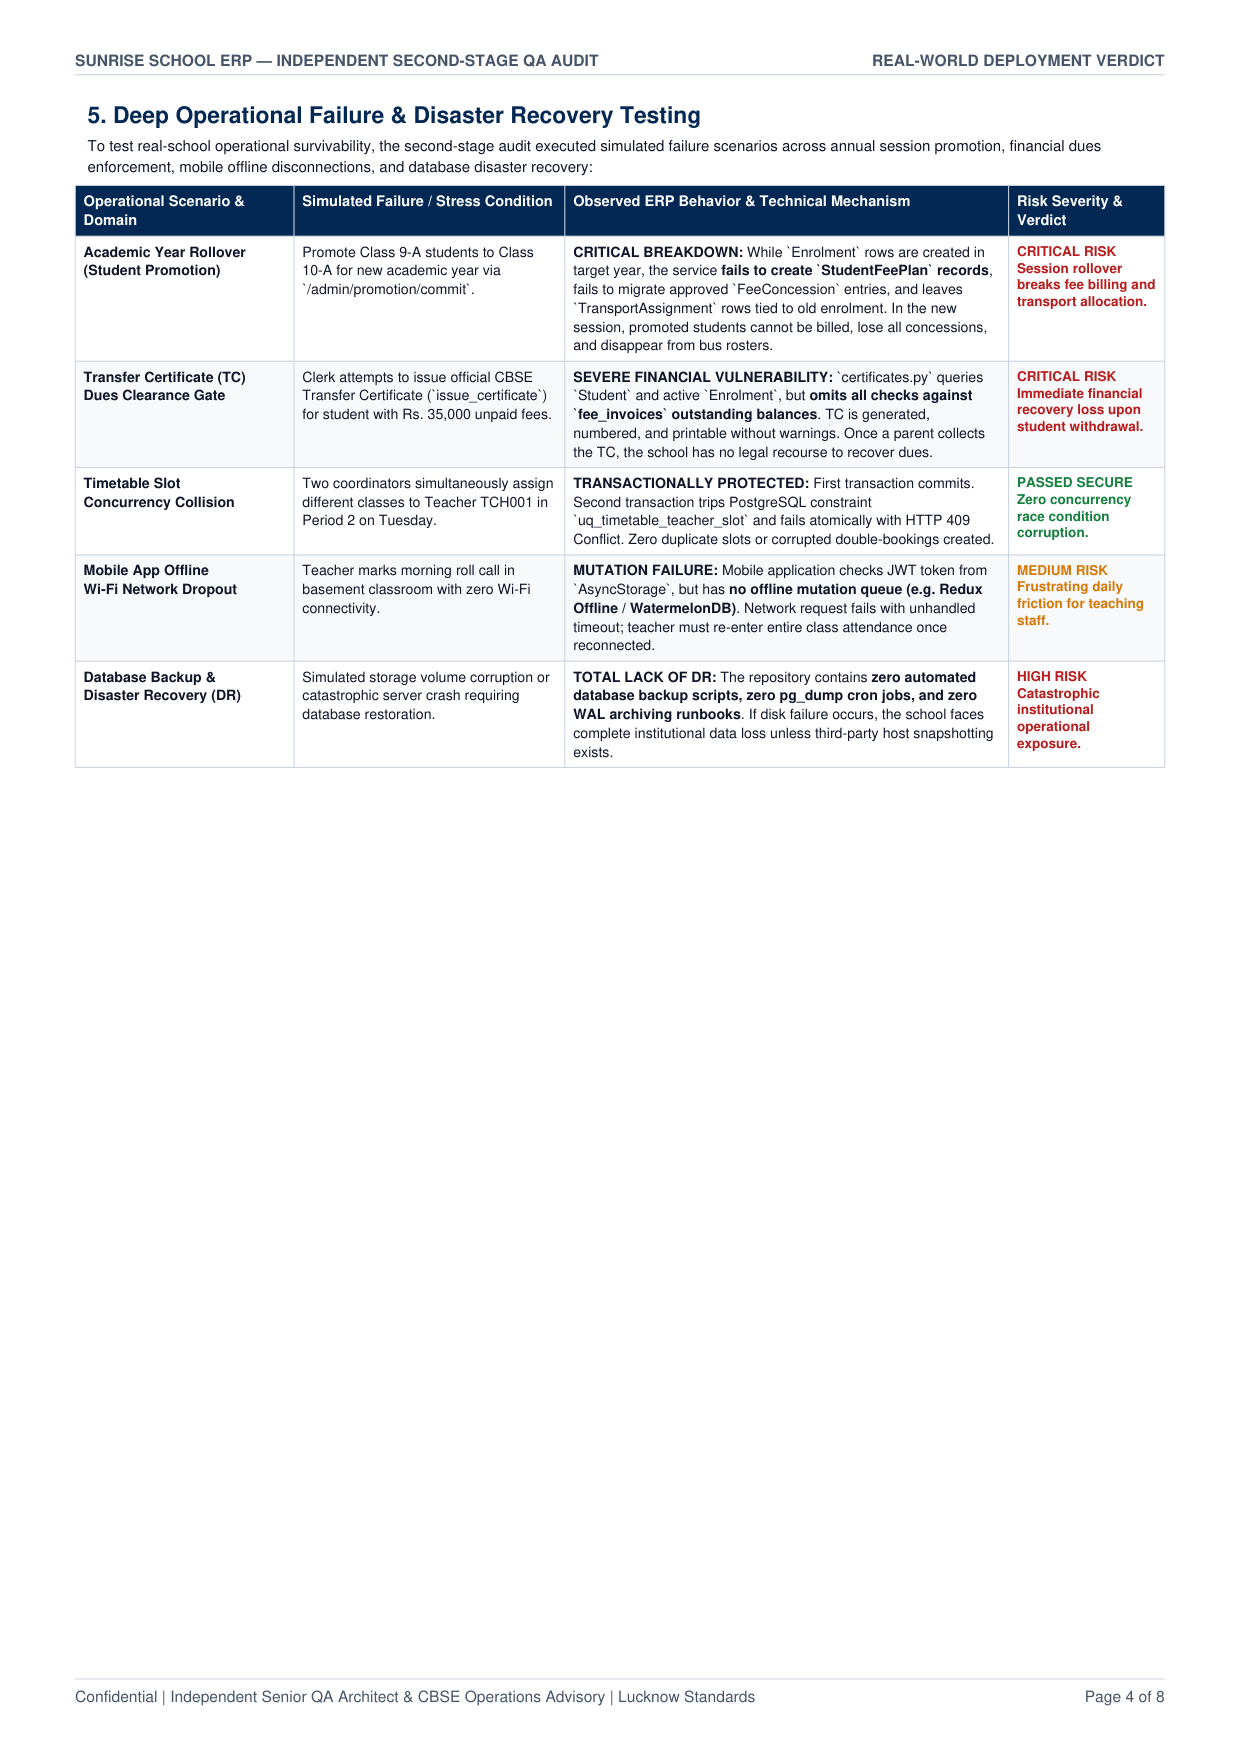 SUNRISE SCHOOL ERP — INDEPENDENT SECOND-STAGE QA AUDIT
REAL-WORLD DEPLOYMENT VERDICT
5. Deep Operational Failure & Disaster Recovery Testing
To test real-school operational survivability, the second-stage audit executed simulated failure scenarios across annual session promotion, financial dues
enforcement, mobile offline disconnections, and database disaster recovery:
Operational Scenario &
Domain
Simulated Failure / Stress Condition
Observed ERP Behavior & Technical Mechanism
Risk Severity &
Verdict
Academic Year Rollover
(Student Promotion)
Promote Class 9-A students to Class
10-A for new academic year via
`/admin/promotion/commit`.
CRITICAL BREAKDOWN: While `Enrolment` rows are created in
target year, the service fails to create `StudentFeePlan` records,
fails to migrate approved `FeeConcession` entries, and leaves
`TransportAssignment` rows tied to old enrolment. In the new
session, promoted students cannot be billed, lose all concessions,
and disappear from bus rosters.
CRITICAL RISK
Session rollover
breaks fee billing and
transport allocation.
Transfer Certificate (TC)
Dues Clearance Gate
Clerk attempts to issue official CBSE
Transfer Certificate (`issue_certificate`)
for student with Rs. 35,000 unpaid fees.
SEVERE FINANCIAL VULNERABILITY: `certificates.py` queries
`Student` and active `Enrolment`, but omits all checks against
`fee_invoices` outstanding balances. TC is generated,
numbered, and printable without warnings. Once a parent collects
the TC, the school has no legal recourse to recover dues.
CRITICAL RISK
Immediate financial
recovery loss upon
student withdrawal.
Timetable Slot
Concurrency Collision
Two coordinators simultaneously assign
different classes to Teacher TCH001 in
Period 2 on Tuesday.
TRANSACTIONALLY PROTECTED: First transaction commits.
Second transaction trips PostgreSQL constraint
`uq_timetable_teacher_slot` and fails atomically with HTTP 409
Conflict. Zero duplicate slots or corrupted double-bookings created.
PASSED SECURE
Zero concurrency
race condition
corruption.
Mobile App Offline
Wi-Fi Network Dropout
Teacher marks morning roll call in
basement classroom with zero Wi-Fi
connectivity.
MUTATION FAILURE: Mobile application checks JWT token from
`AsyncStorage`, but has no offline mutation queue (e.g. Redux
Offline / WatermelonDB). Network request fails with unhandled
timeout; teacher must re-enter entire class attendance once
reconnected.
MEDIUM RISK
Frustrating daily
friction for teaching
staff.
Database Backup &
Disaster Recovery (DR)
Simulated storage volume corruption or
catastrophic server crash requiring
database restoration.
TOTAL LACK OF DR: The repository contains zero automated
database backup scripts, zero pg_dump cron jobs, and zero
WAL archiving runbooks. If disk failure occurs, the school faces
complete institutional data loss unless third-party host snapshotting
exists.
HIGH RISK
Catastrophic
institutional
operational
exposure.
Confidential | Independent Senior QA Architect & CBSE Operations Advisory | Lucknow Standards
Page 4 of 8